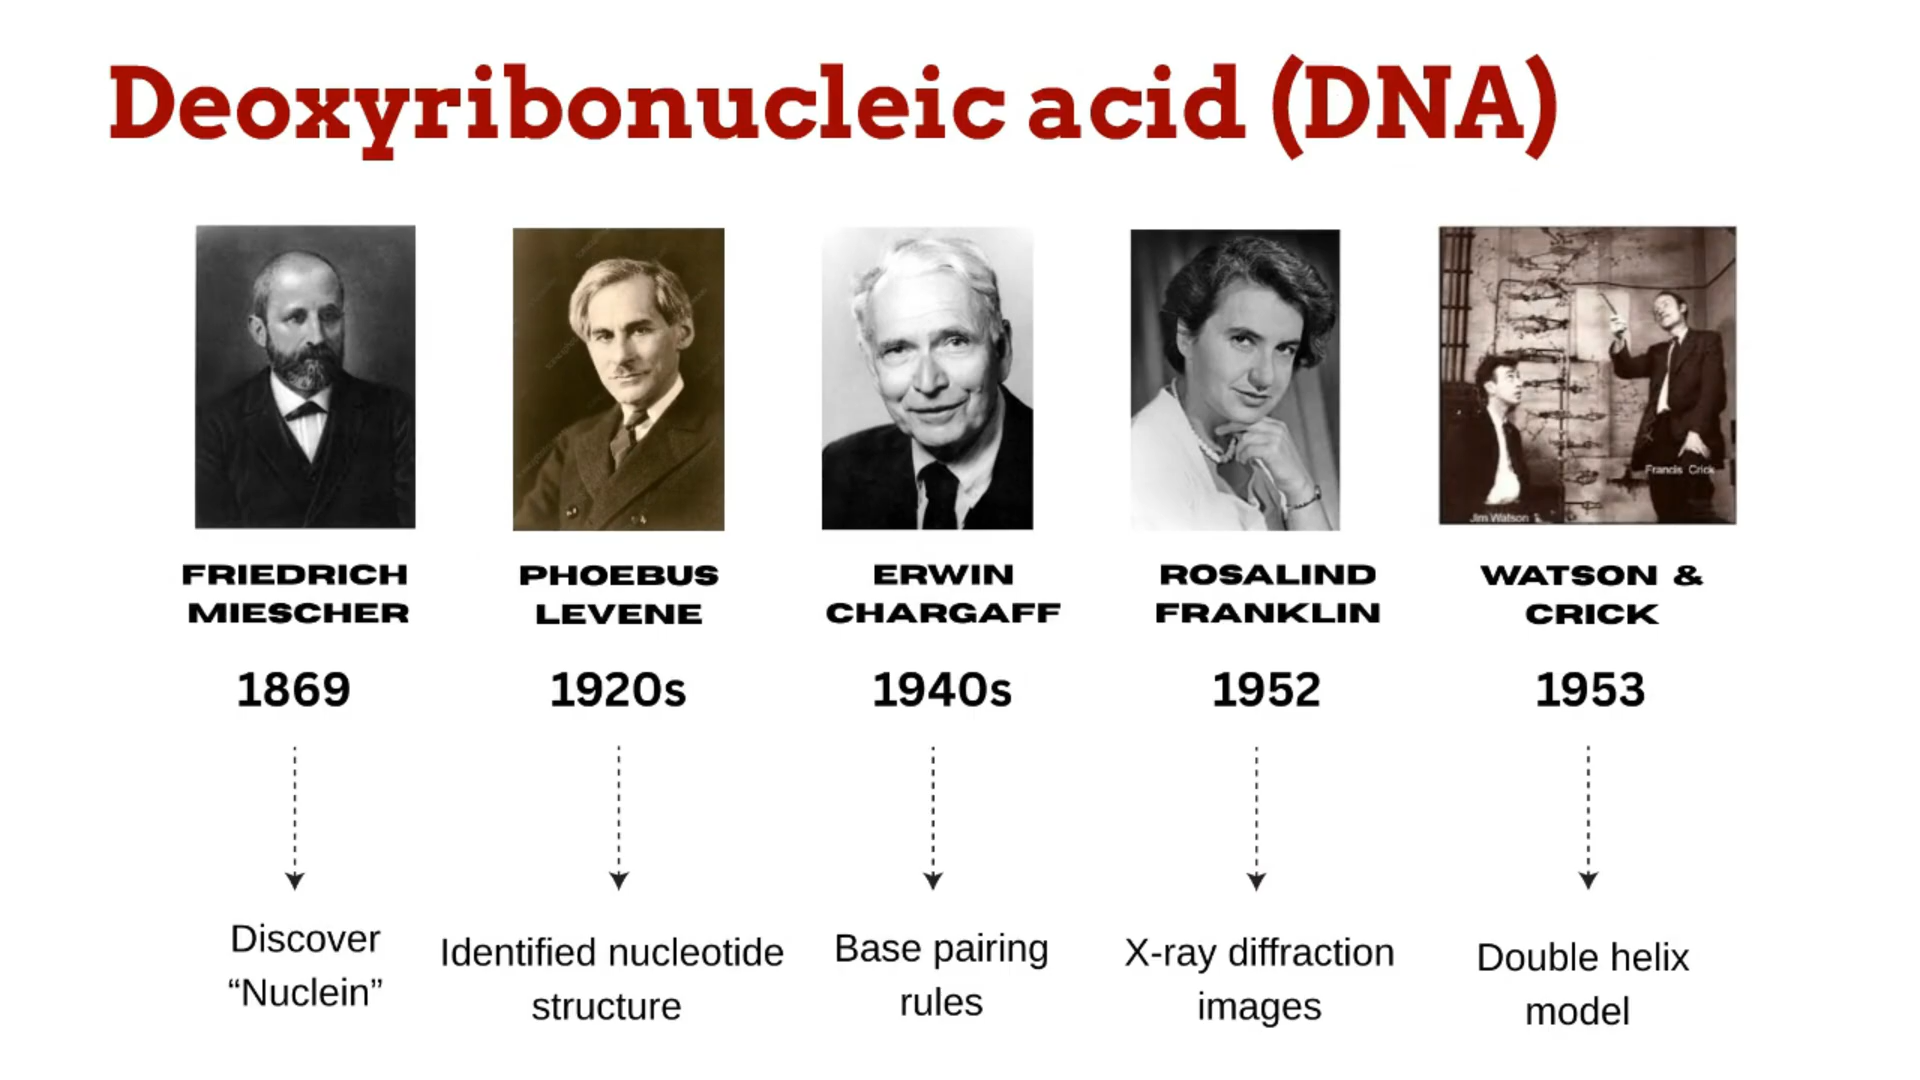 Deoxyribonucleic acid (DNA)
Francis Crick
Jim Watson
FRIEDRICH
MIESCHER
PHOEBUS
LEVENE
ERWIN
CHARGAFF
ROSALIND
FRANKLIN
WATSON &
CRICK
1869
1920s
1940s
1952
1953
Discover
“Nuclein”
Identified nucleotide
structure
Base pairing
rules
X-ray diffraction
images
Double helix
model